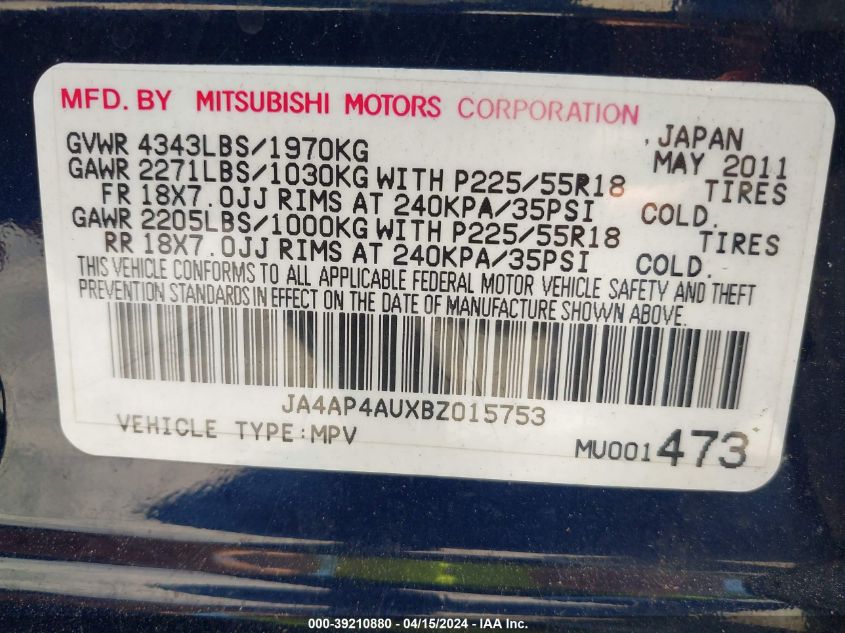 MFD. BY MITSUBISHI MOTORS CORPORATION
GVWR 4343LBS/1970KG , JAPAN
MAY 2011
GAWR 2271LBS/1030KG WITH P225/55R18 TIRES
FR 18X7.0JJ RIMS AT 240KPA/35PSI COLD.
GAWR 2205LBS/1000KG WITH P225/55R18 TIRES
RR 18X7.0JJ RIMS AT 240KPA/35PSI COLD.
THIS VEHICLE CONFORMS TO ALL APPLICABLE FEDERAL MOTOR VEHICLE SAFETY AND THEFT
PREVENTION STANDARDS IN EFFECT ON THE DATE OF MANUFACTURE SHOWN ABOVE.
JA4AP4AUXBZ015753
VEHICLE TYPE:MPV MU001473
000-39210880 - 04/15/2024 - IAA Inc.